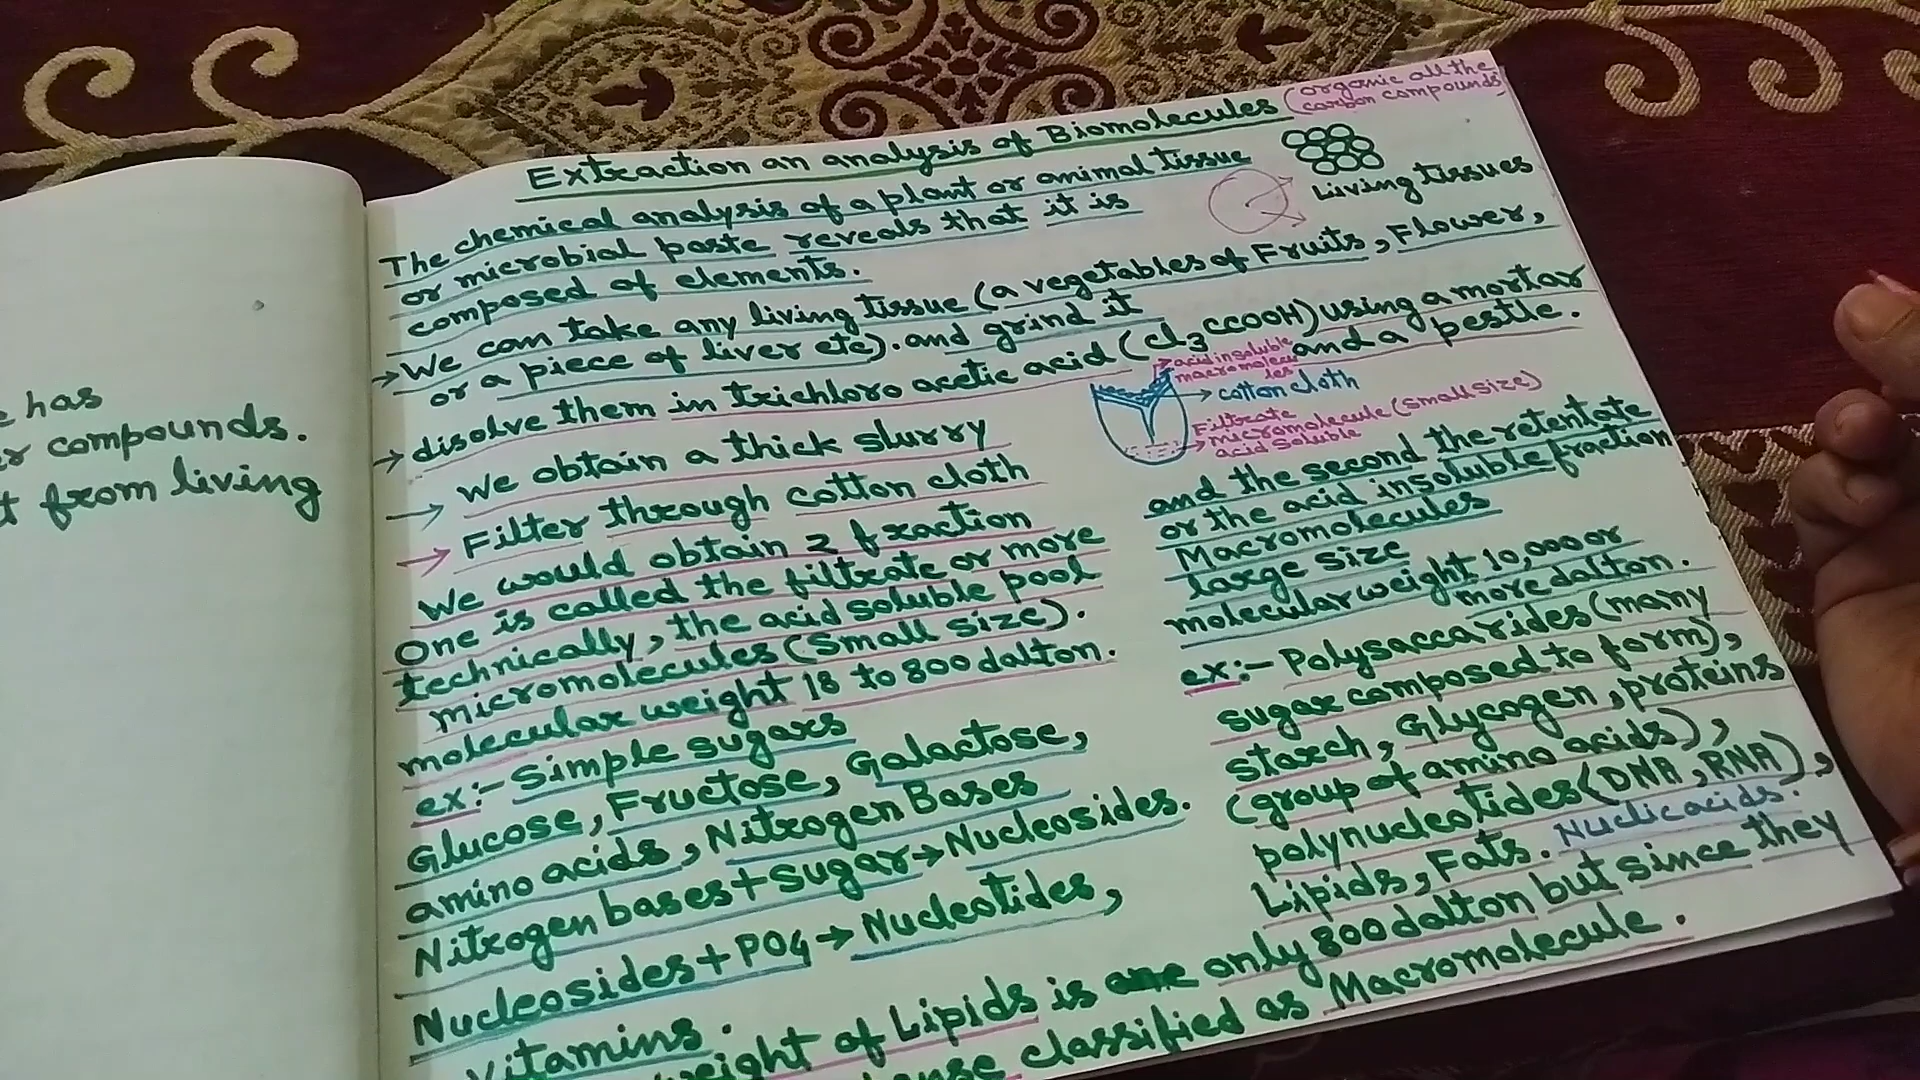 has
compounds.
from living
Extraction an analysis of Biomolecules (organic all the
carbon compounds)
Living tissues
The chemical analysis of a plant or animal tissue
or microbial paste reveals that it is
composed of elements.
→ We can take any living tissue (a vegetables of Fruits, Flower,
or a piece of liver etc). and grind it
→ disolve them in trichloro acetic acid (cl3CCOOH) using a mortar
and a pestle.
acid insoluble
macromolecu
les
→ cotton cloth
Filtrate
micromolecule (small size)
acid soluble
→ We obtain a thick slurry
→ Filter through cotton cloth
We would obtain 2 fraction
One is called the filtrate or more
technically, the acid soluble pool
micromolecules (Small size).
molecular weight 18 to 800 dalton.
ex:- Simple sugars
Glucose, Fructose, Galactose,
amino acids, Nitrogen Bases
Nitrogen bases + Sugar → Nucleosides.
Nucleosides + PO4 → Nucleotides,
Vitamins.
and the second the retentate
or the acid insoluble fraction
Macromolecules
large size
molecular weight 10,000 or
more dalton.
ex:- Polysaccarides (many
sugar composed to form),
starch, Glycogen, proteins
(group of amino acids),
polynucleotides (DNA, RNA),
Nuclicacids.
Lipids, Fats.
weight of Lipids is only 800 dalton but since they
classified as Macromolecule.